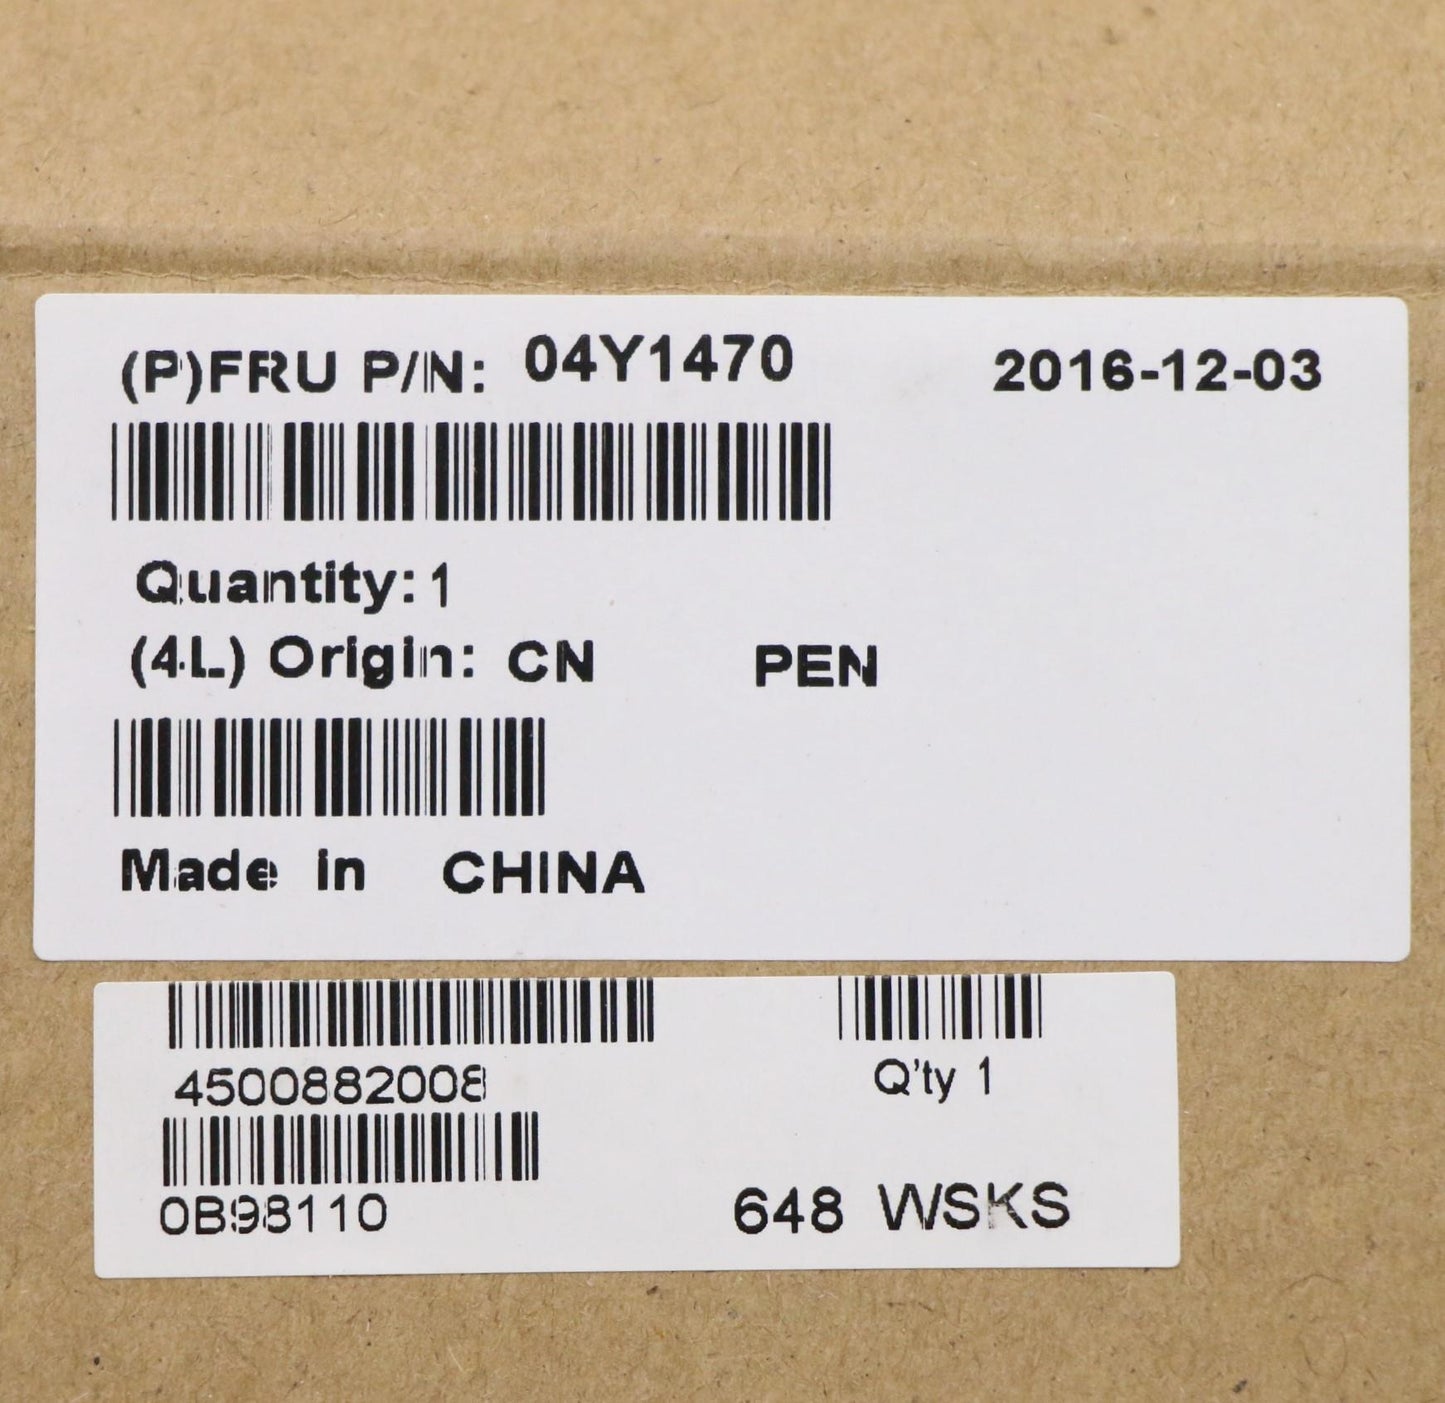 (P)FRU P/N: 04Y1470 2016-12-03
Quantity: 1
(4L) Origin: CN PEN
Made in CHINA
4500882008 Q'ty 1
0B98110 648 WSKS